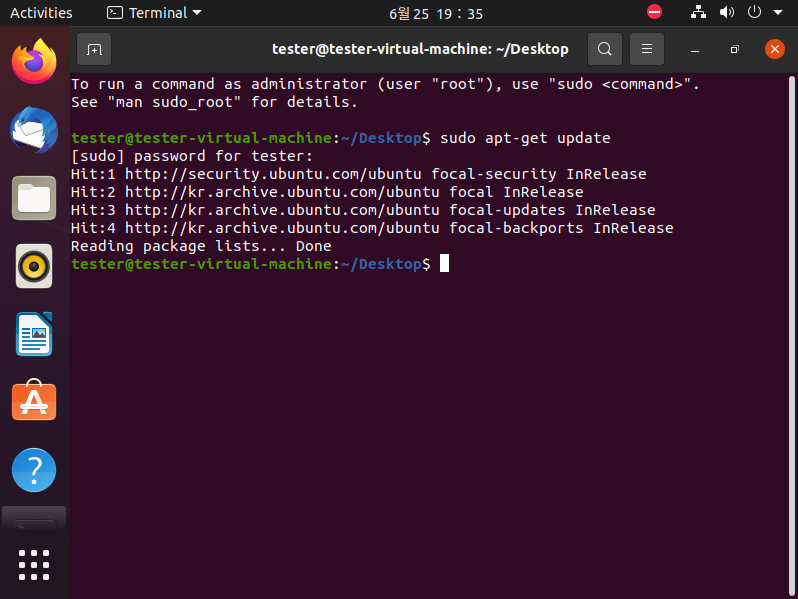 Activities
Terminal
6월 25 19 : 35
tester@tester-virtual-machine: ~/Desktop
To run a command as administrator (user "root"), use "sudo <command>".
See "man sudo_root" for details.
tester@tester-virtual-machine:~/Desktop$ sudo apt-get update
[sudo] password for tester:
Hit:1 http://security.ubuntu.com/ubuntu focal-security InRelease
Hit:2 http://kr.archive.ubuntu.com/ubuntu focal InRelease
Hit:3 http://kr.archive.ubuntu.com/ubuntu focal-updates InRelease
Hit:4 http://kr.archive.ubuntu.com/ubuntu focal-backports InRelease
Reading package lists... Done
tester@tester-virtual-machine:~/Desktop$